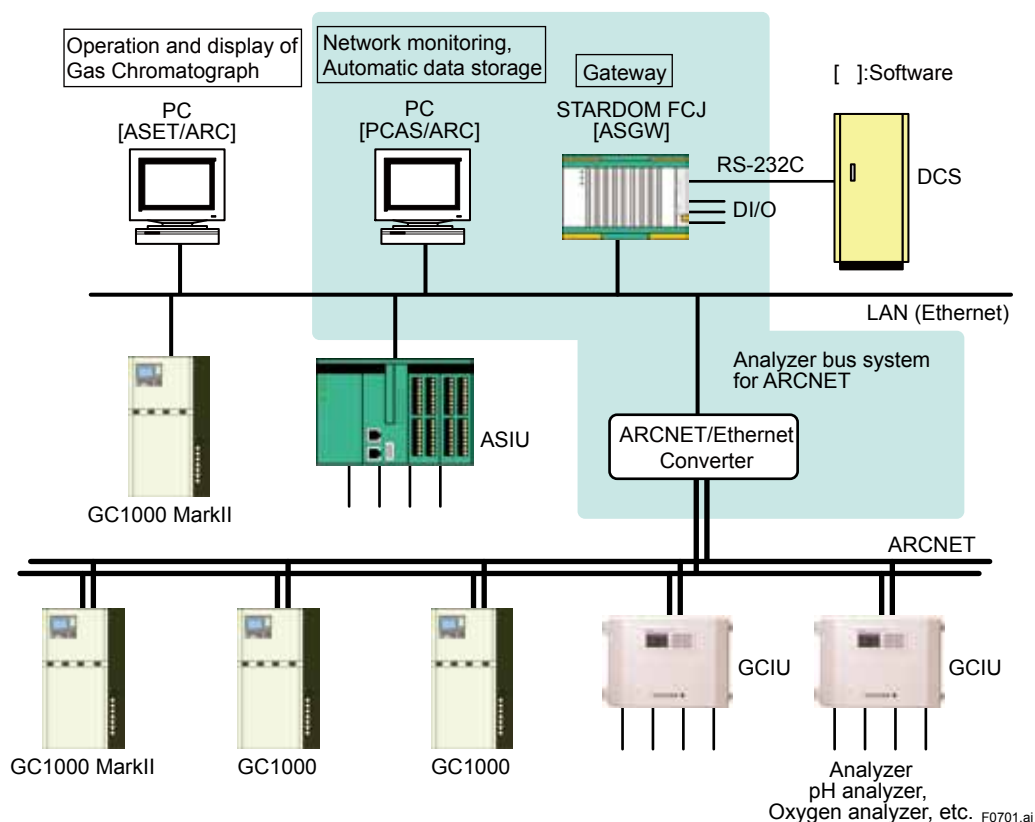 Operation and display of
Gas Chromatograph
PC
[ASET/ARC]
Network monitoring,
Automatic data storage
PC
[PCAS/ARC]
Gateway
STARDOM FCJ
[ASGW]
[   ]:Software
RS-232C
DI/O
DCS
LAN (Ethernet)
GC1000 MarkII
ASIU
Analyzer bus system
for ARCNET
ARCNET/Ethernet
Converter
ARCNET
GC1000 MarkII
GC1000
GC1000
GCIU
GCIU
Analyzer
pH analyzer,
Oxygen analyzer, etc.
F0701.ai